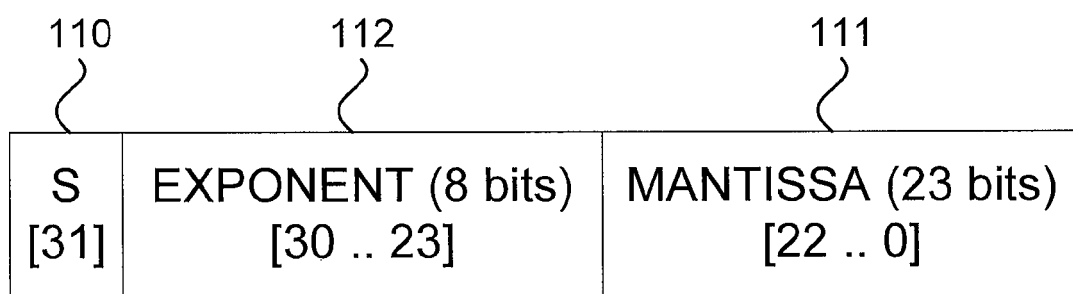 110 112 111
S EXPONENT (8 bits) MANTISSA (23 bits)
[31] [30 .. 23] [22 .. 0]